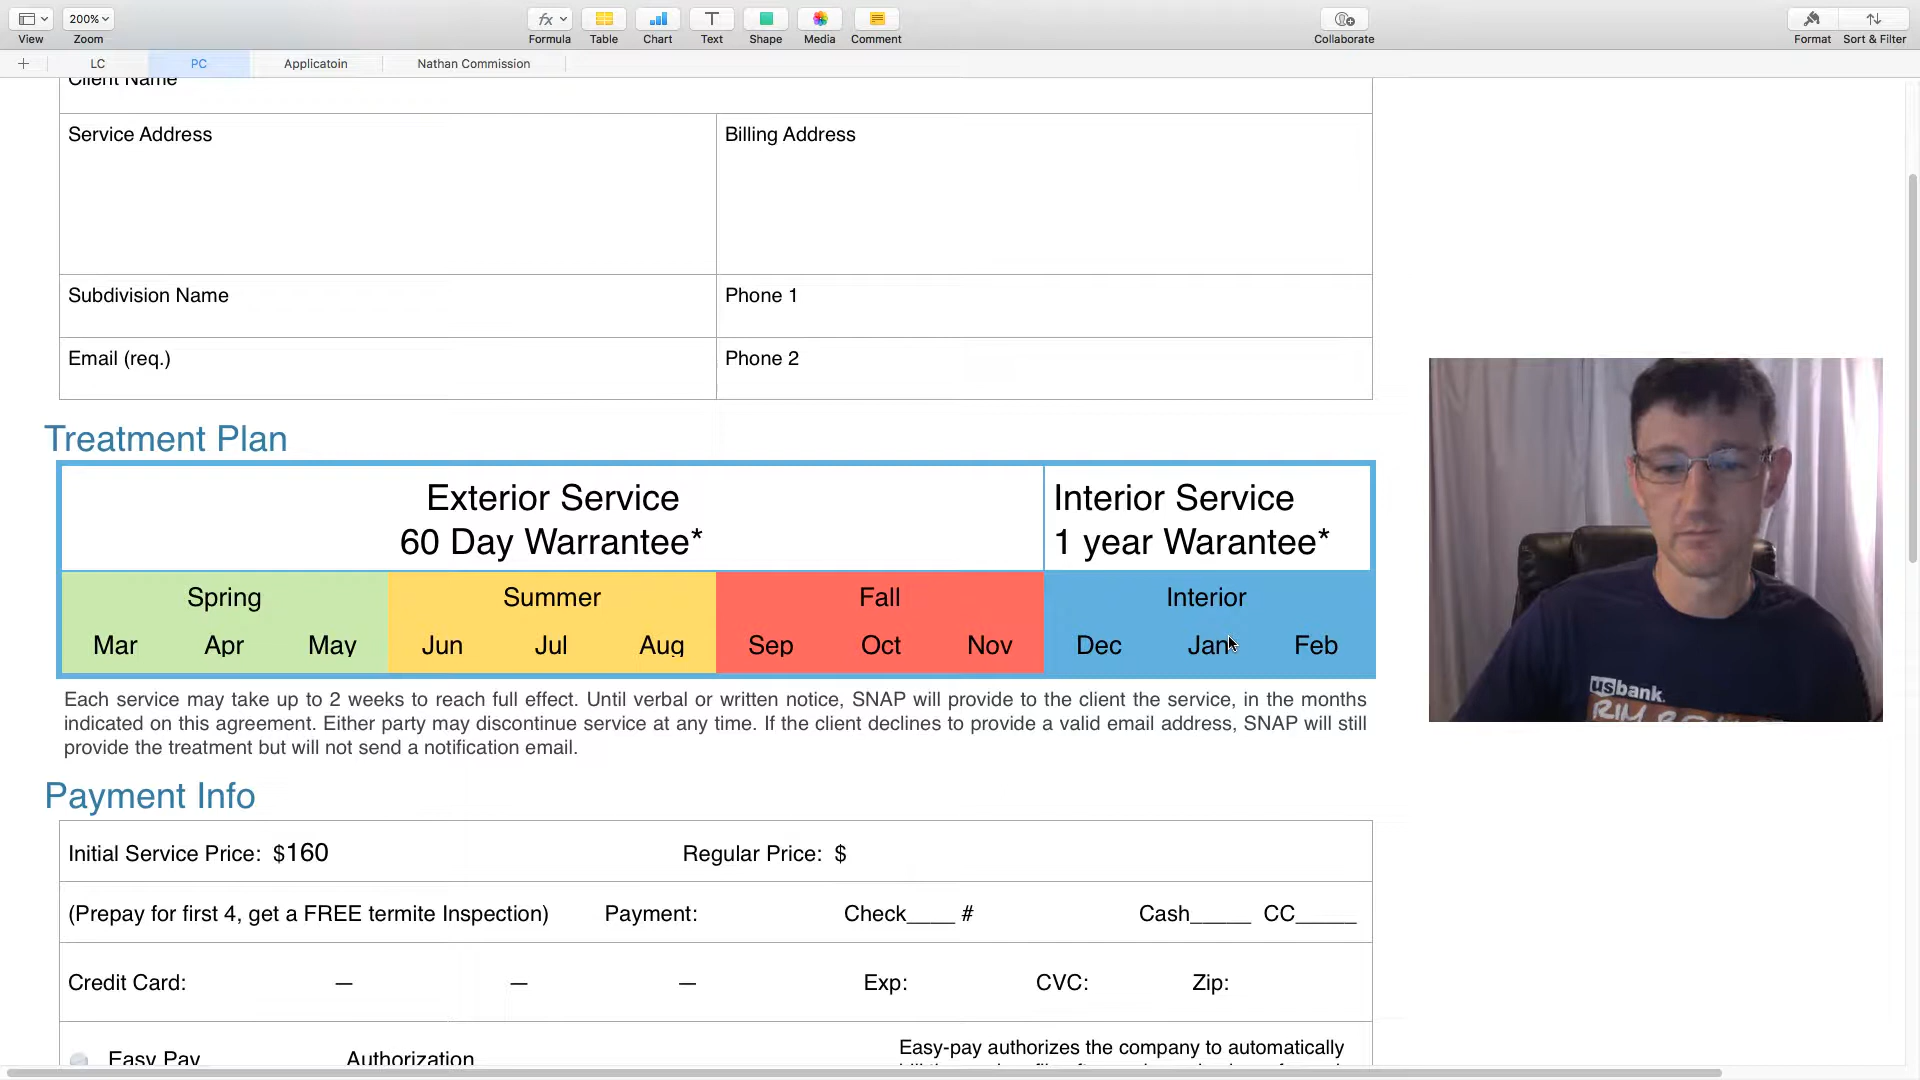 View
200%
Zoom
Formula
Table
Chart
Text
Shape
Media
Comment
Collaborate
Format
Sort & Filter
+ LC PC Applicatoin Nathan Commission
Client Name
Service Address Billing Address
Subdivision Name Phone 1
Email (req.) Phone 2
Treatment Plan
Exterior Service
60 Day Warrantee*
Interior Service
1 year Warantee*
Spring Summer Fall Interior
Mar Apr May Jun Jul Aug Sep Oct Nov Dec Jan Feb
Each service may take up to 2 weeks to reach full effect. Until verbal or written notice, SNAP will provide to the client the service, in the months
indicated on this agreement. Either party may discontinue service at any time. If the client declines to provide a valid email address, SNAP will still
provide the treatment but will not send a notification email.
Payment Info
Initial Service Price: $160 Regular Price: $
(Prepay for first 4, get a FREE termite Inspection) Payment: Check____ # Cash_____ CC_____
Credit Card: — — — Exp: CVC: Zip:
Easy Pay Authorization
Easy-pay authorizes the company to automatically
usbank.